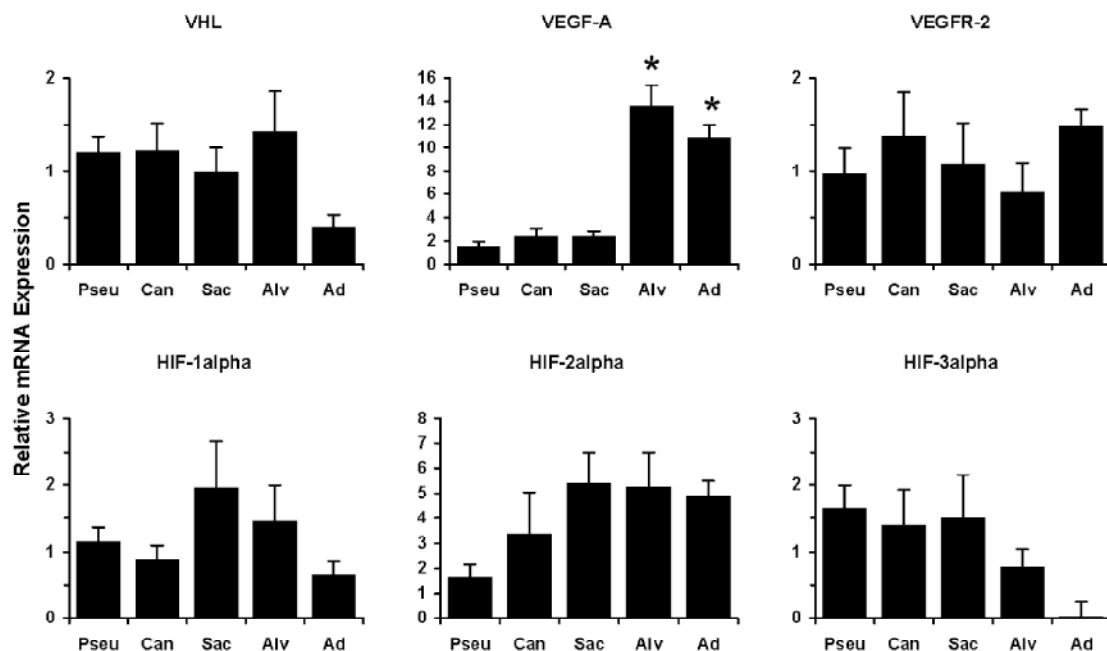 VHL
2
1
0
Pseu Can Sac Alv Ad
VEGF-A
16
14
12
10
8
6
4
2
0
* *
Pseu Can Sac Alv Ad
VEGFR-2
2
1
0
Pseu Can Sac Alv Ad
Relative mRNA Expression
HIF-1alpha
3
2
1
0
Pseu Can Sac Alv Ad
HIF-2alpha
8
7
6
5
4
3
2
1
0
Pseu Can Sac Alv Ad
HIF-3alpha
3
2
1
0
Pseu Can Sac Alv Ad